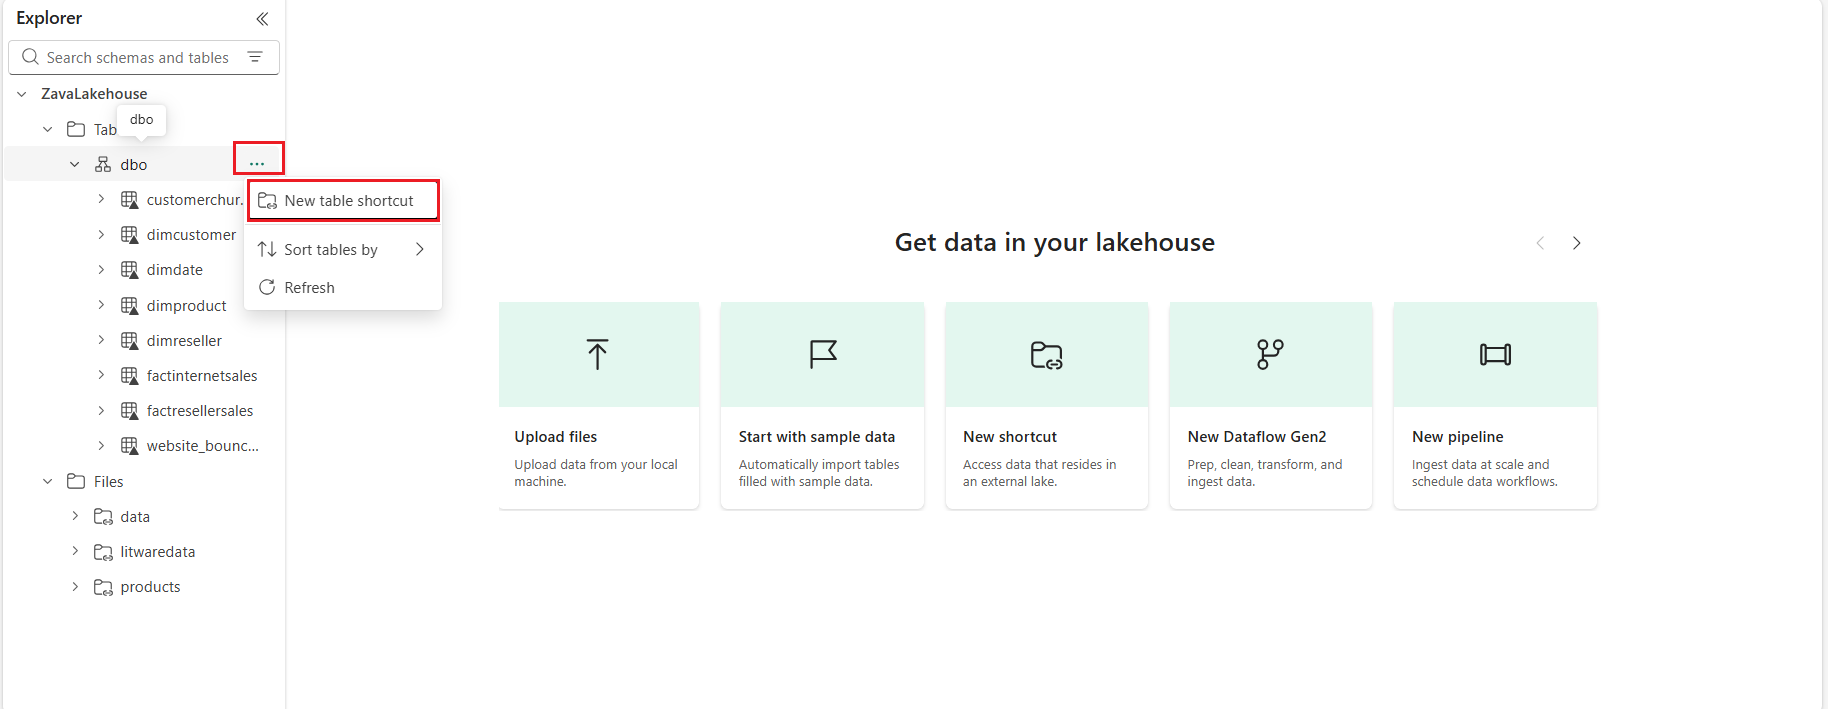 Explorer
Search schemas and tables
ZavaLakehouse
Tab
dbo
dbo
...
New table shortcut
Sort tables by
Refresh
customerchur.
dimcustomer
dimdate
dimproduct
dimreseller
factinternetsales
factresellersales
website_bounc...
Files
data
litwaredata
products
Get data in your lakehouse
Upload files
Upload data from your local
machine.
Start with sample data
Automatically import tables
filled with sample data.
New shortcut
Access data that resides in
an external lake.
New Dataflow Gen2
Prep, clean, transform, and
ingest data.
New pipeline
Ingest data at scale and
schedule data workflows.